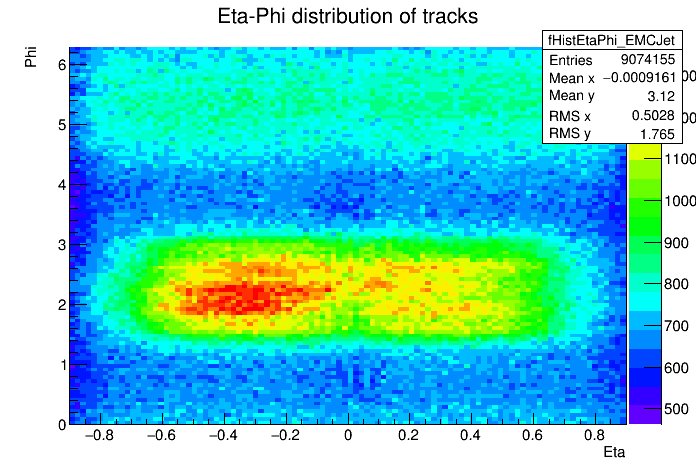 Eta-Phi distribution of tracks
fHistEtaPhi_EMCJet
Entries 9074155
Mean x −0.0009161
Mean y 3.12
RMS x 0.5028
RMS y 1.765
Phi
6
5
4
3
2
1
0
−0.8 −0.6 −0.4 −0.2 0 0.2 0.4 0.6 0.8
Eta
1100
1000
900
800
700
600
500